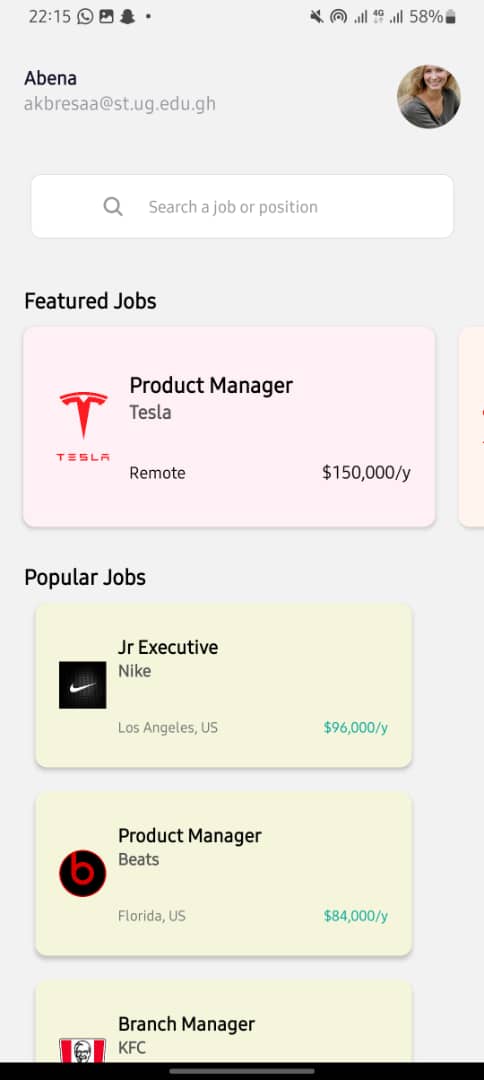 22:15 4G 58%
Abena
akbresaa@st.ug.edu.gh
Search a job or position
Featured Jobs
Product Manager
Tesla
TESLA
Remote $150,000/y
Popular Jobs
Jr Executive
Nike
Los Angeles, US $96,000/y
Product Manager
Beats
b
Florida, US $84,000/y
Branch Manager
KFC